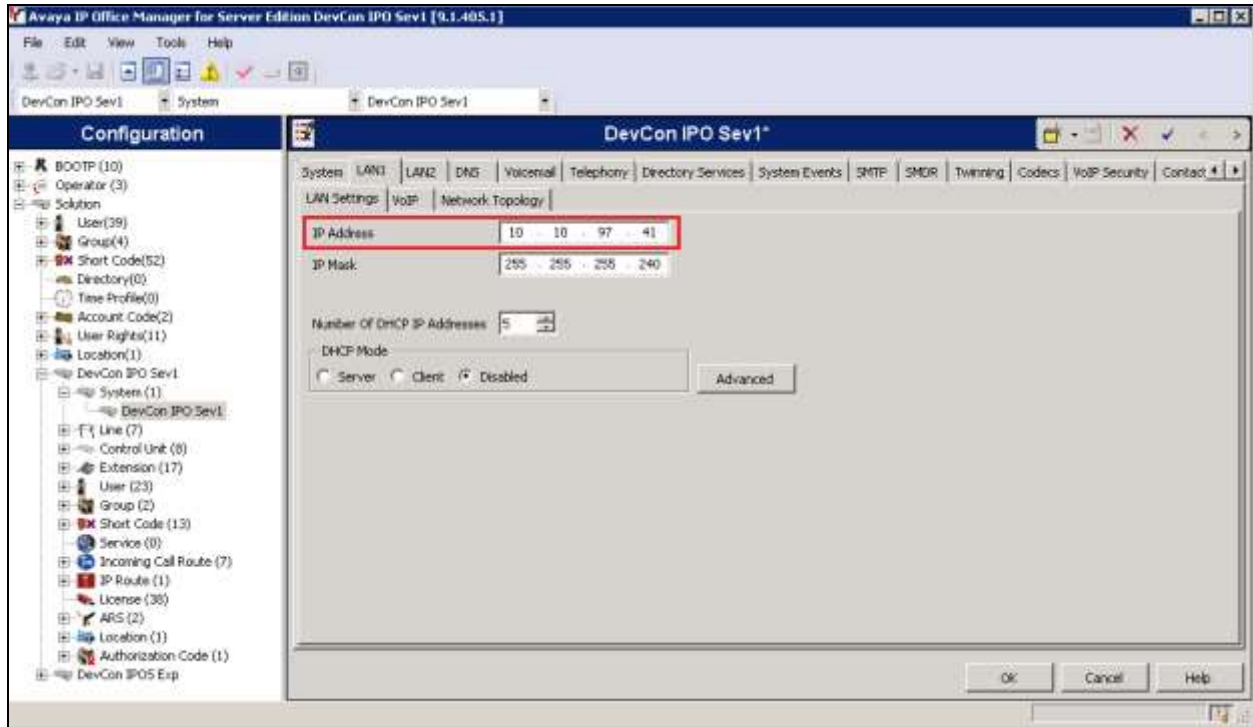 Avaya IP Office Manager for Server Edition DevCon IPO Sev1 [9.1.405.1]
File Edit View Tools Help
DevCon IPO Sev1 System DevCon IPO Sev1
Configuration
BOOTP (10)
Operator (3)
Solution
User(39)
Group(4)
Short Code(52)
Directory(0)
Time Profile(0)
Account Code(2)
User Rights(11)
Location(1)
DevCon IPO Sev1
System (1)
DevCon IPO Sev1
Line (7)
Control Unit (8)
Extension (17)
User (23)
Group (2)
Short Code (13)
Service (0)
Incoming Call Route (7)
IP Route (1)
License (38)
ARS (2)
Location (1)
Authorization Code (1)
DevCon IPOS Exp
DevCon IPO Sev1*
System LAN1 LAN2 DNS Voicemail Telephony Directory Services System Events SMTP SMDR Twinning Codecs VoIP Security Contact
LAN Settings VoIP Network Topology
IP Address 10 . 10 . 97 . 41
IP Mask 255 . 255 . 255 . 240
Number Of DHCP IP Addresses 5
DHCP Mode
Server Client Disabled
Advanced
OK Cancel Help